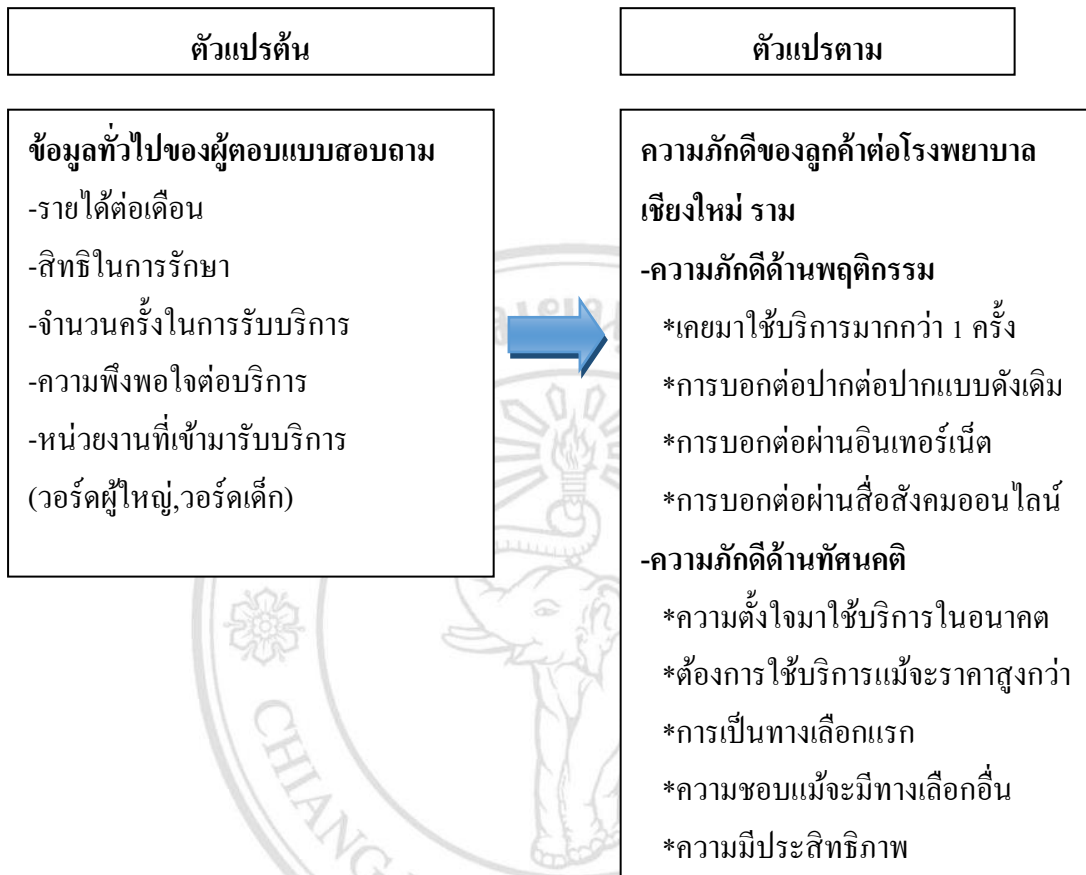 ตัวแปรต้น
ตัวแปรตาม
ข้อมูลทั่วไปของผู้ตอบแบบสอบถาม
-รายได้ต่อเดือน
-สิทธิในการรักษา
-จำนวนครั้งในการรับบริการ
-ความพึงพอใจต่อบริการ
-หน่วยงานที่เข้ามารับบริการ
(วอร์ดผู้ใหญ่,วอร์ดเด็ก)
ความภักดีของลูกค้าต่อโรงพยาบาล
เชียงใหม่ ราม
-ความภักดีด้านพฤติกรรม
*เคยมาใช้บริการมากกว่า 1 ครั้ง
*การบอกต่อปากต่อปากแบบดังเดิม
*การบอกต่อผ่านอินเทอร์เน็ต
*การบอกต่อผ่านสื่อสังคมออนไลน์
-ความภักดีด้านทัศนคติ
*ความตั้งใจมาใช้บริการในอนาคต
*ต้องการใช้บริการแม้จะราคาสูงกว่า
*การเป็นทางเลือกแรก
*ความชอบแม้จะมีทางเลือกอื่น
*ความมีประสิทธิภาพ
CHIANG